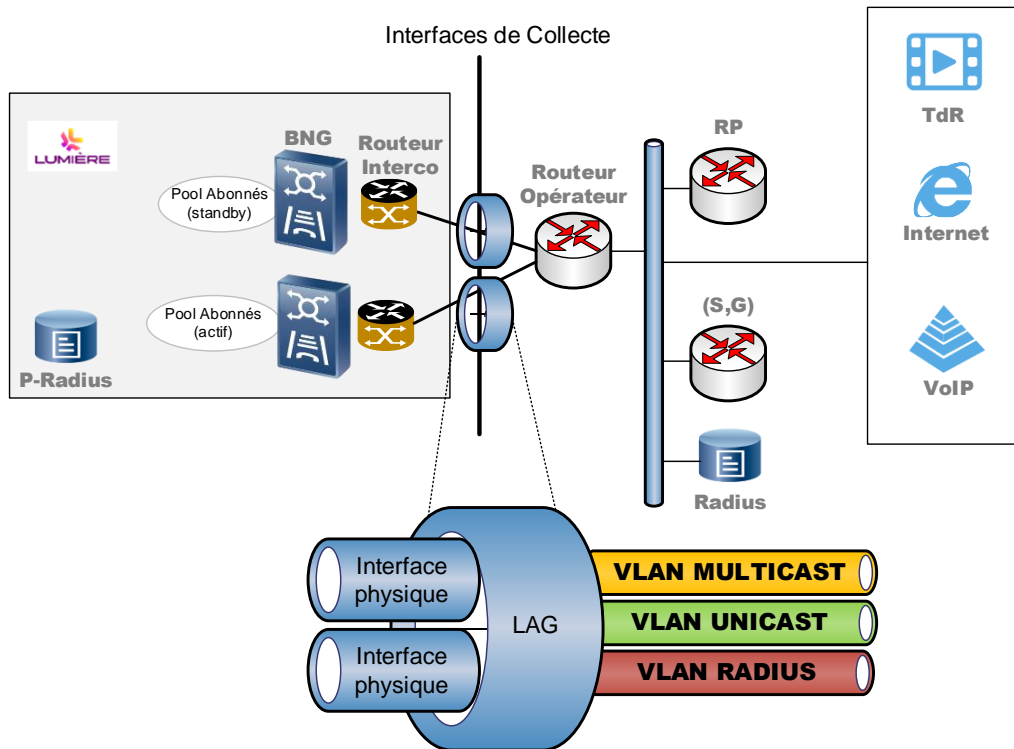 Interfaces de Collecte
LUMIÈRE
BNG
Routeur
Interco
Pool Abonnés
(standby)
Pool Abonnés
(actif)
P-Radius
Routeur
Opérateur
RP
(S,G)
Radius
TdR
Internet
VoIP
Interface
physique
Interface
physique
LAG
VLAN MULTICAST
VLAN UNICAST
VLAN RADIUS